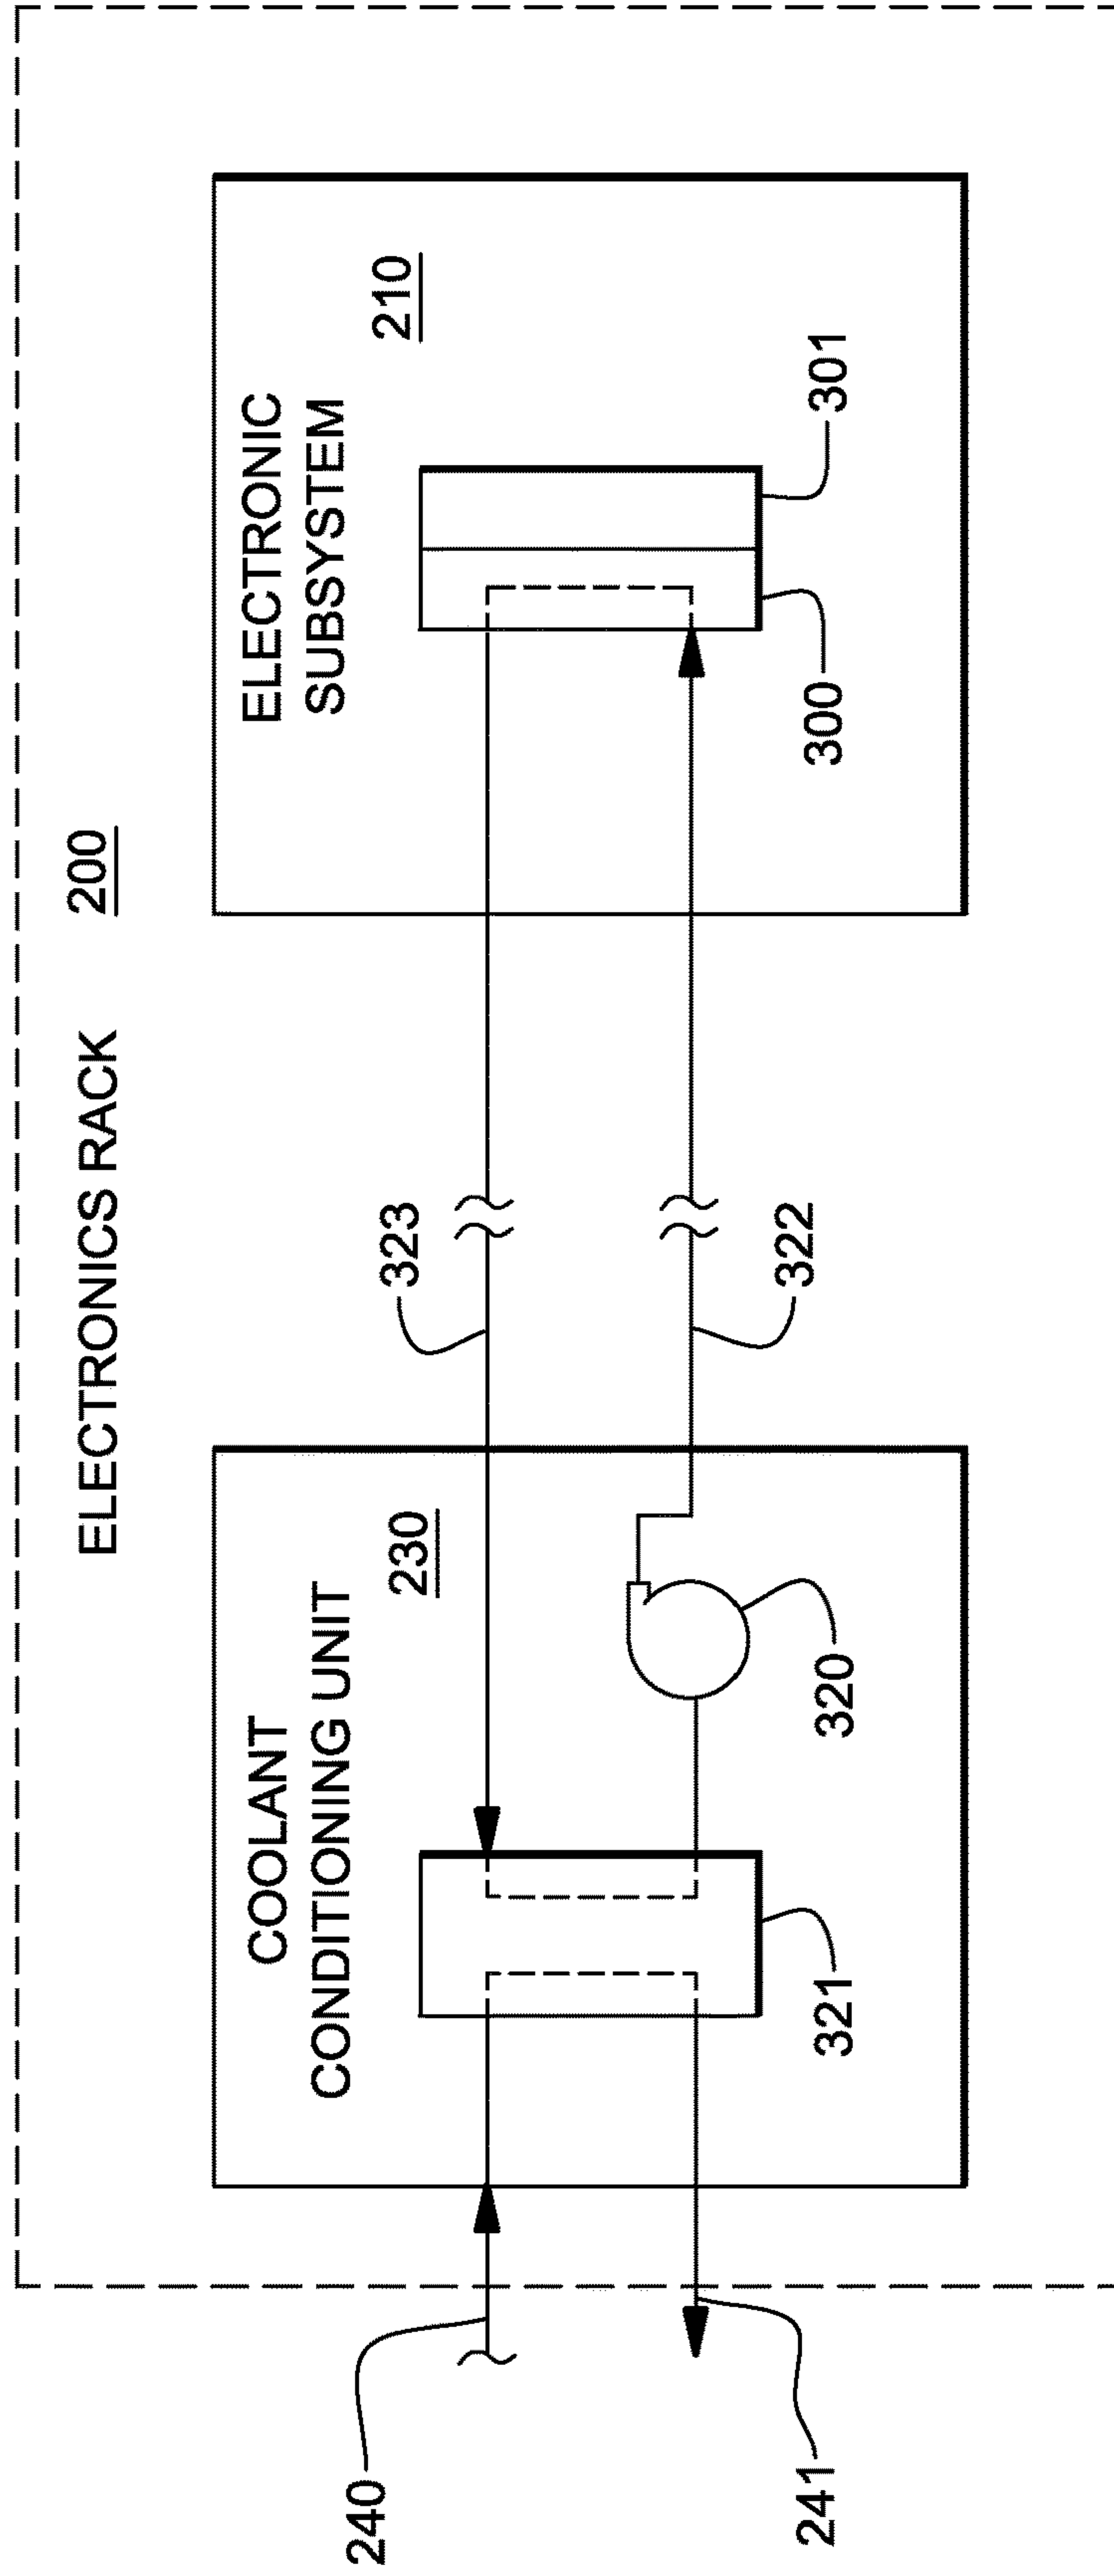 ELECTRONICS RACK 200
COOLANT
CONDITIONING UNIT
230
ELECTRONIC
SUBSYSTEM
210
240
241
323
322
321
320
300
301